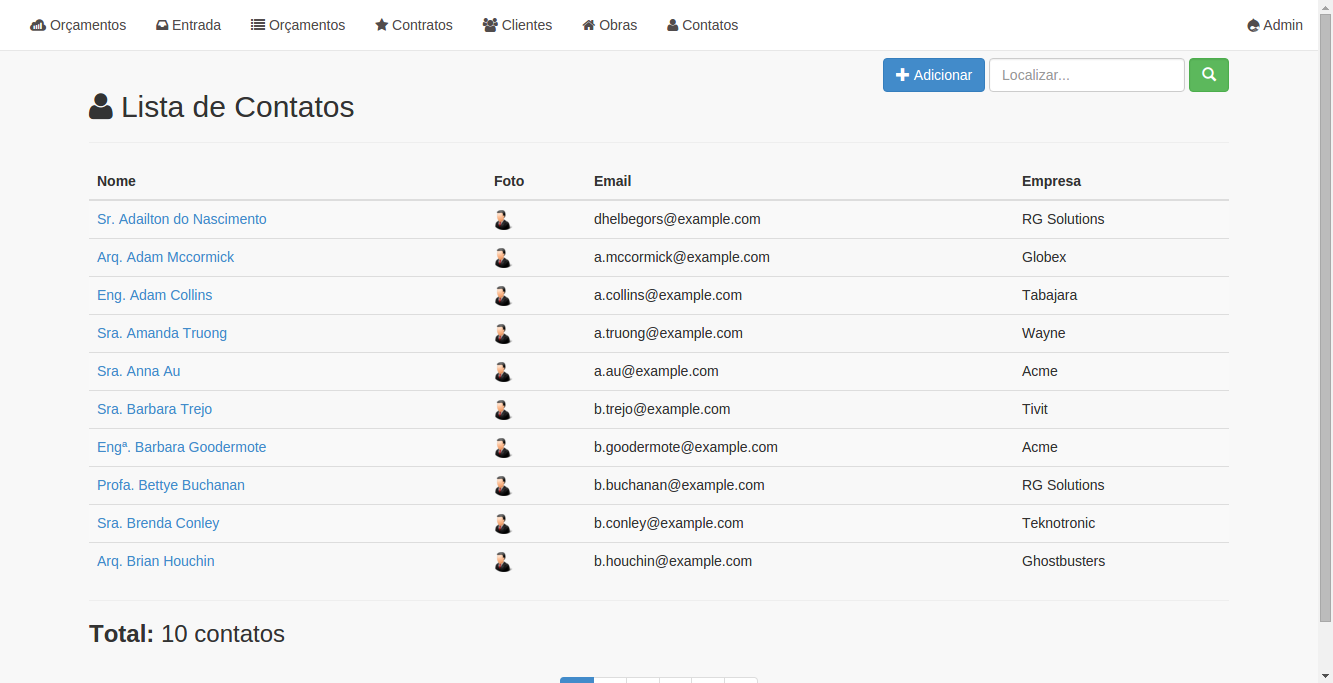 Orçamentos Entrada Orçamentos Contratos Clientes Obras Contatos Admin
Adicionar Localizar...
Lista de Contatos
Nome Foto Email Empresa
Sr. Adailton do Nascimento dhelbegors@example.com RG Solutions
Arq. Adam Mccormick a.mccormick@example.com Globex
Eng. Adam Collins a.collins@example.com Tabajara
Sra. Amanda Truong a.truong@example.com Wayne
Sra. Anna Au a.au@example.com Acme
Sra. Barbara Trejo b.trejo@example.com Tivit
Engª. Barbara Goodermote b.goodermote@example.com Acme
Profa. Bettye Buchanan b.buchanan@example.com RG Solutions
Sra. Brenda Conley b.conley@example.com Teknotronic
Arq. Brian Houchin b.houchin@example.com Ghostbusters
Total: 10 contatos